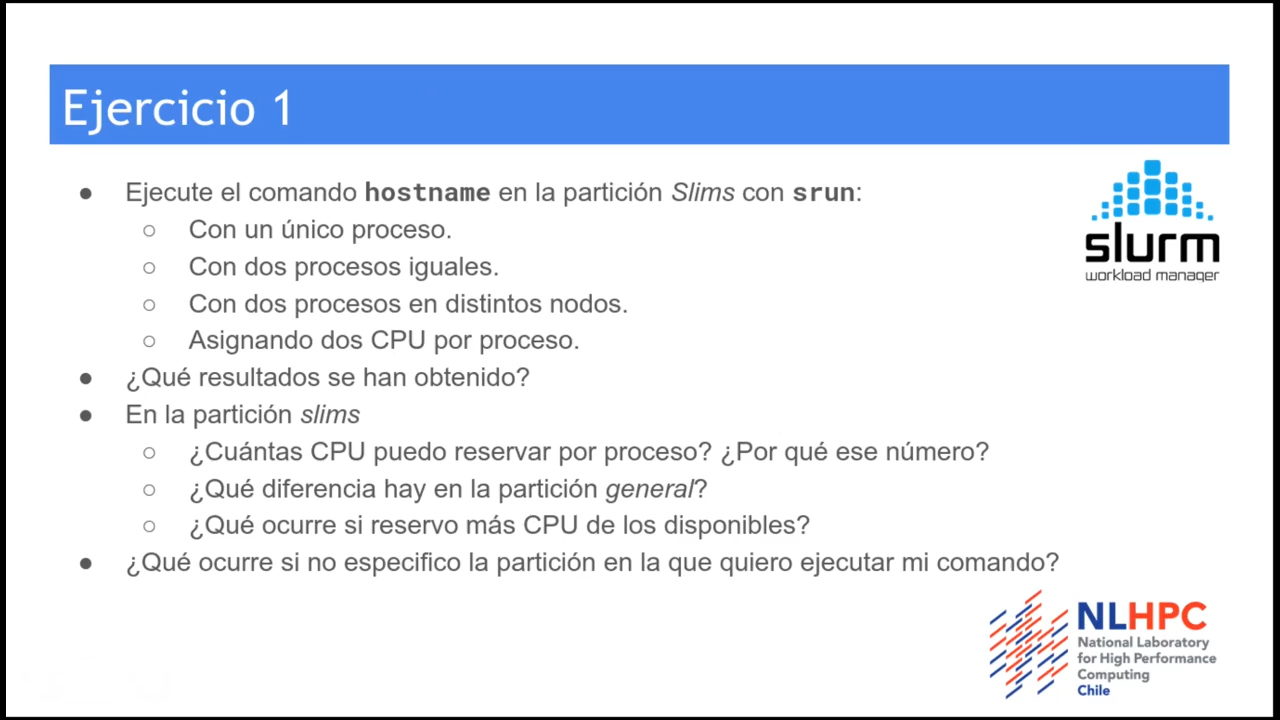 Ejercicio 1
● Ejecute el comando hostname en la partición Slims con srun:
○ Con un único proceso.
○ Con dos procesos iguales.
○ Con dos procesos en distintos nodos.
○ Asignando dos CPU por proceso.
● ¿Qué resultados se han obtenido?
● En la partición slims
○ ¿Cuántas CPU puedo reservar por proceso? ¿Por qué ese número?
○ ¿Qué diferencia hay en la partición general?
○ ¿Qué ocurre si reservo más CPU de los disponibles?
● ¿Qué ocurre si no especifico la partición en la que quiero ejecutar mi comando?
slurm
workload manager
NLHPC
National Laboratory
for High Performance
Computing
Chile